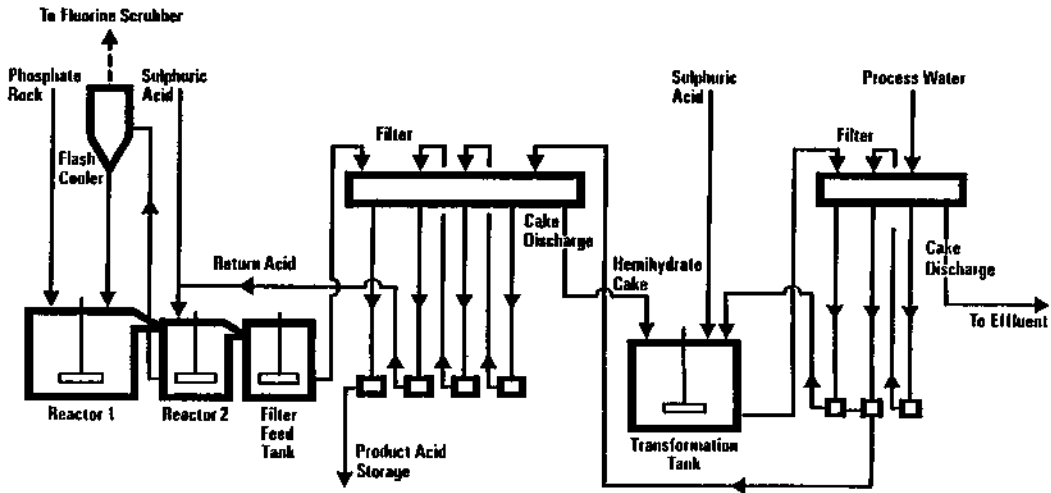 To Fluorine Scrubber
Phosphate
Rock
Sulphuric
Acid
Flash
Cooler
Filter
Sulphuric
Acid
Process Water
Filter
Cake
Discharge
Return Acid
Hemihydrate
Cake
Cake
Discharge
To Effluent
Reactor 1
Reactor 2
Filter
Feed
Tank
Product Acid
Storage
Transformation
Tank